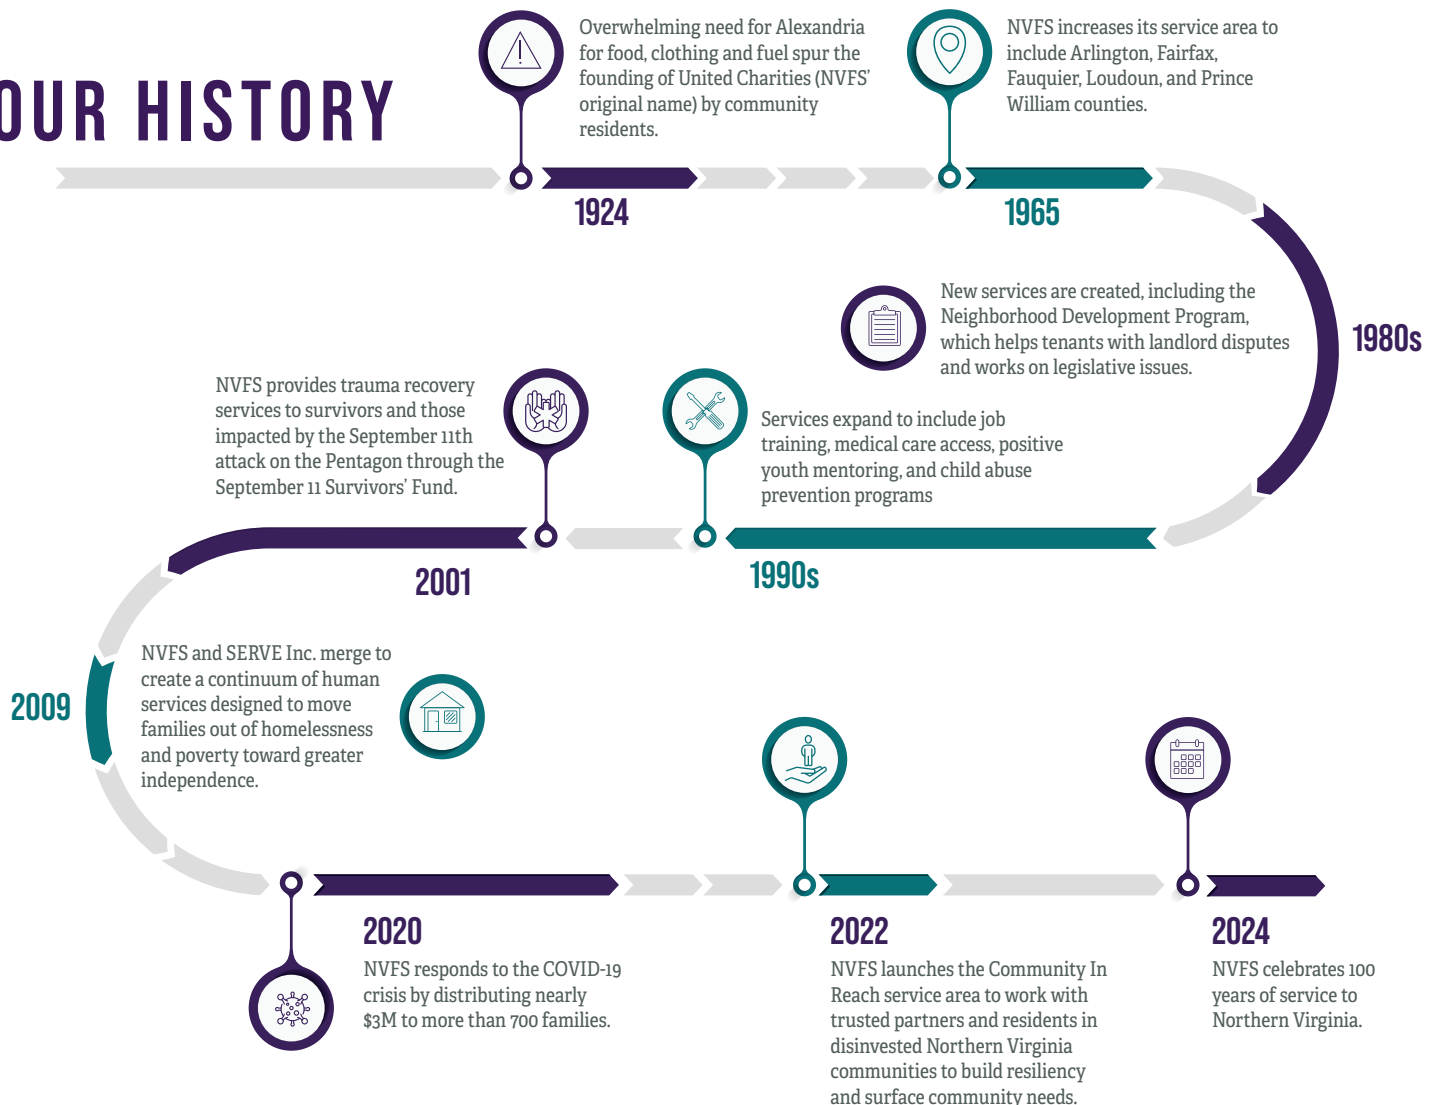 OUR HISTORY
Overwhelming need for Alexandria
for food, clothing and fuel spur the
founding of United Charities (NVFS'
original name) by community
residents.
1924
NVFS increases its service area to
include Arlington, Fairfax,
Fauquier, Loudoun, and Prince
William counties.
1965
New services are created, including the
Neighborhood Development Program,
which helps tenants with landlord disputes
and works on legislative issues.
1980s
Services expand to include job
training, medical care access, positive
youth mentoring, and child abuse
prevention programs
1990s
NVFS provides trauma recovery
services to survivors and those
impacted by the September 11th
attack on the Pentagon through the
September 11 Survivors' Fund.
2001
NVFS and SERVE Inc. merge to
create a continuum of human
services designed to move
families out of homelessness
and poverty toward greater
independence.
2009
2020
NVFS responds to the COVID-19
crisis by distributing nearly
$3M to more than 700 families.
2022
NVFS launches the Community In
Reach service area to work with
trusted partners and residents in
disinvested Northern Virginia
communities to build resiliency
and surface community needs.
2024
NVFS celebrates 100
years of service to
Northern Virginia.